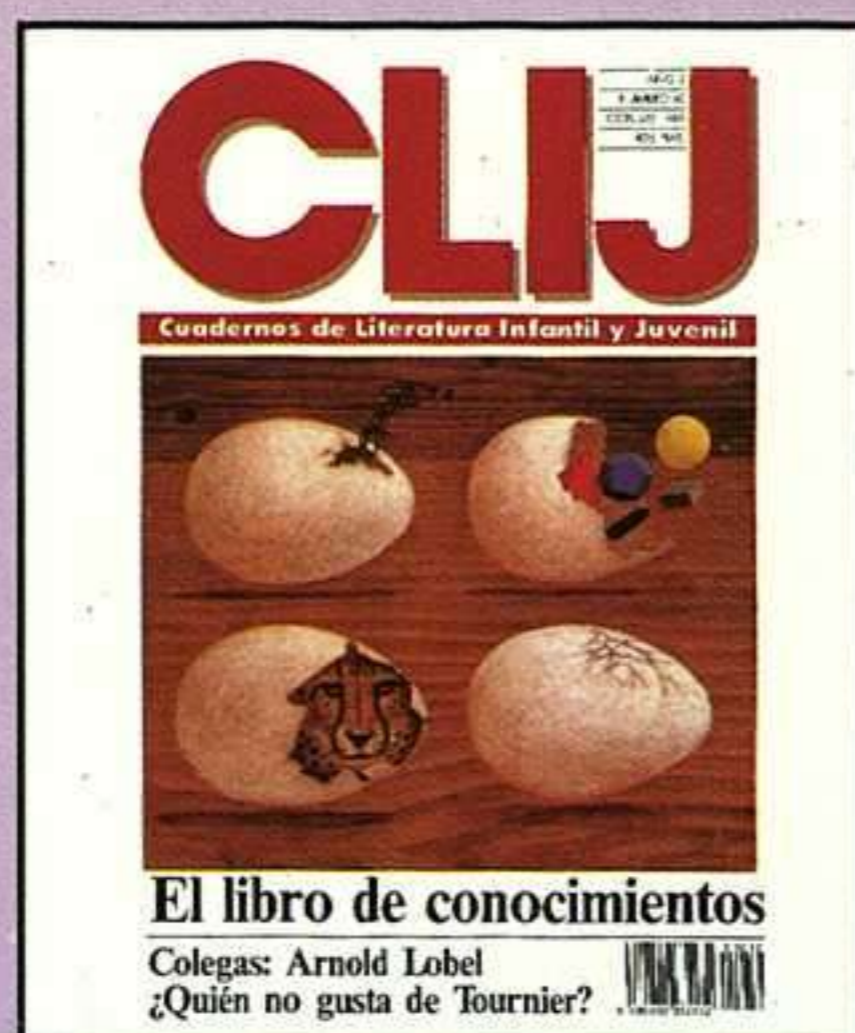 CLIJ
Cuadernos de Literatura Infantil y Juvenil
El libro de conocimientos
Colegas: Arnold Lobel
¿Quién no gusta de Tournier?